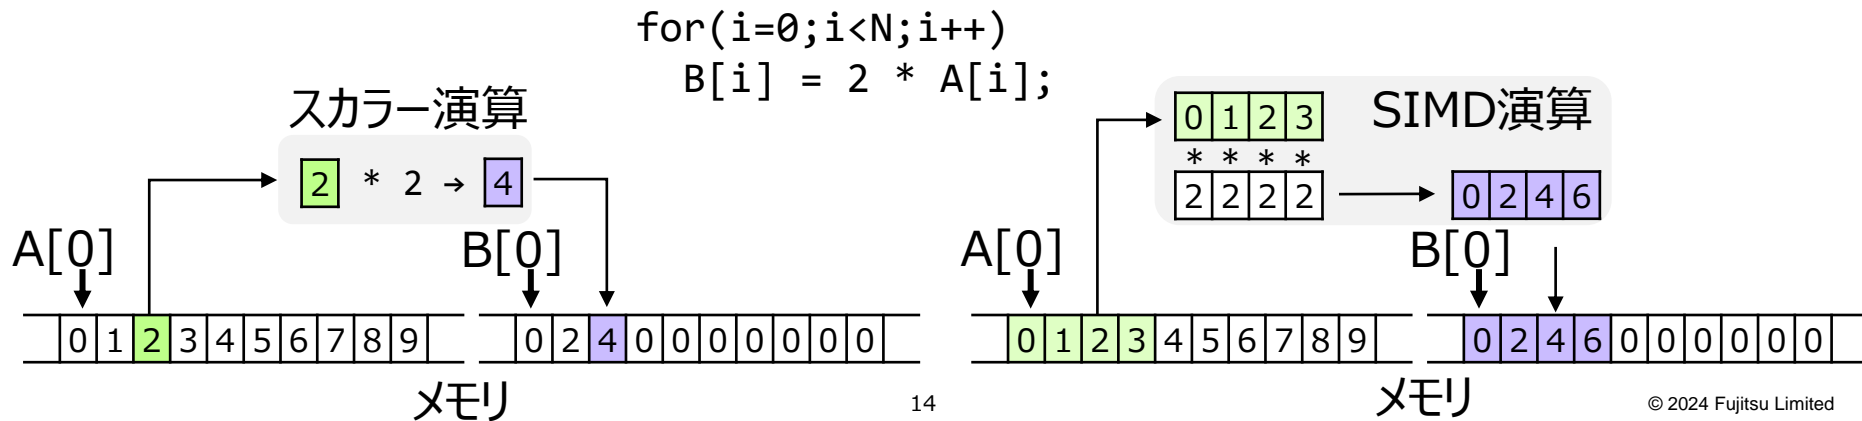 for(i=0;i<N;i++)
B[i] = 2 * A[i];
スカラー演算
2 * 2 → 4
A[0]
B[0]
0 1 2 3 4 5 6 7 8 9
0 2 4 0 0 0 0 0 0 0
メモリ
SIMD演算
0 1 2 3
* * * *
2 2 2 2
0 2 4 6
A[0]
B[0]
0 1 2 3 4 5 6 7 8 9
0 2 4 6 0 0 0 0 0 0
メモリ
14
© 2024 Fujitsu Limited